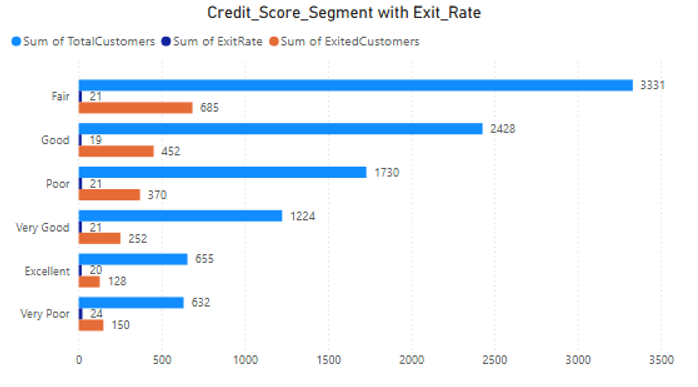 Credit_Score_Segment with Exit_Rate
Sum of TotalCustomers Sum of ExitRate Sum of ExitedCustomers
3331
Fair 21
685
2428
Good 19
452
1730
Poor 21
370
1224
Very Good 21
252
655
Excellent 20
128
632
Very Poor 24
150
0 500 1000 1500 2000 2500 3000 3500